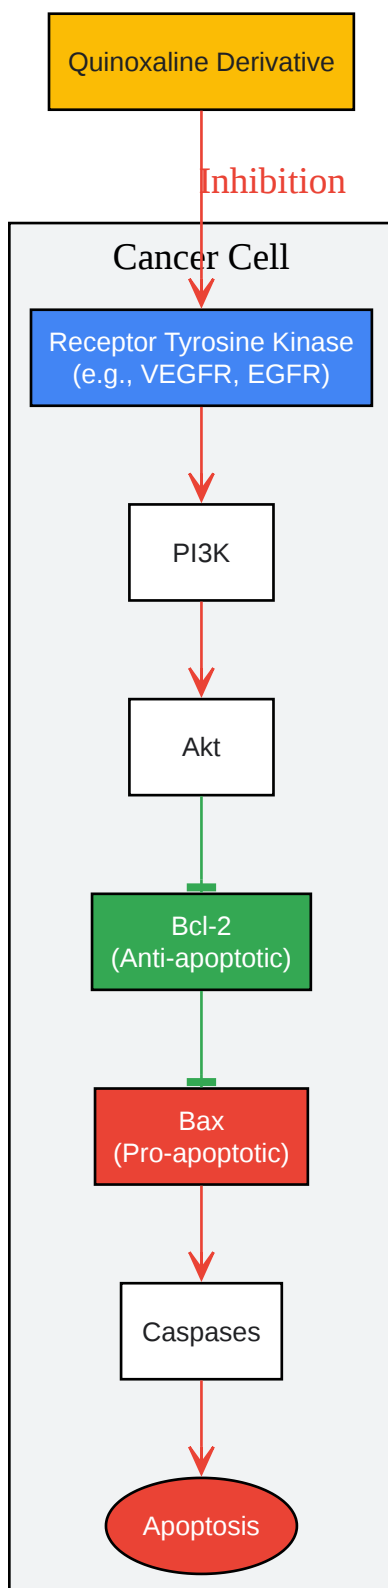 Quinoxaline Derivative
Inhibition
Cancer Cell
Receptor Tyrosine Kinase
(e.g., VEGFR, EGFR)
PI3K
Akt
Bcl-2
(Anti-apoptotic)
Bax
(Pro-apoptotic)
Caspases
Apoptosis